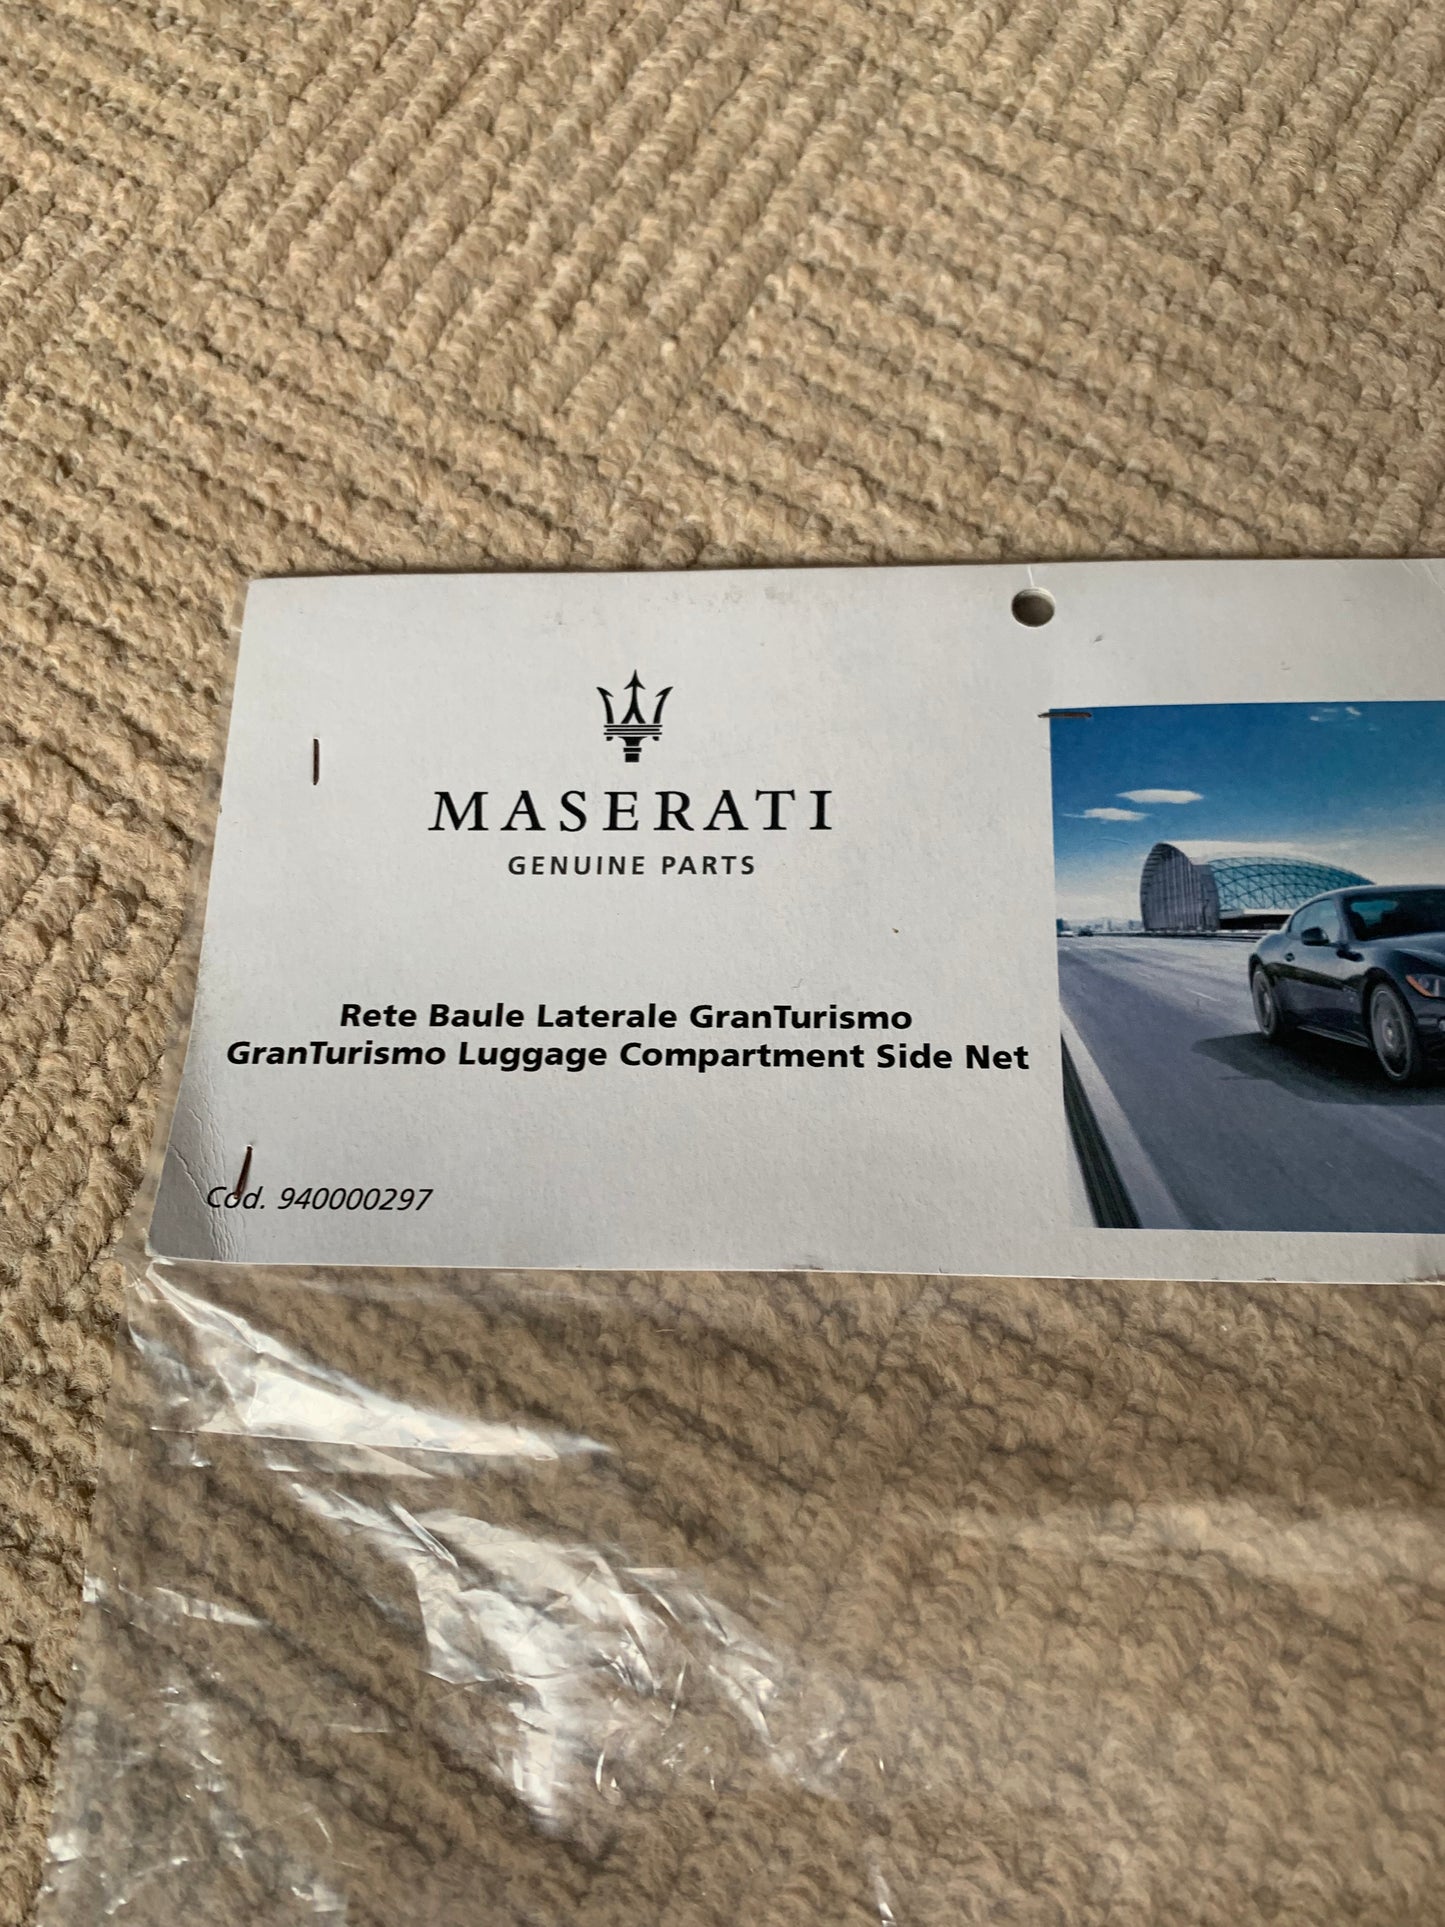 MASERATI
GENUINE PARTS
Rete Baule Laterale GranTurismo
GranTurismo Luggage Compartment Side Net
Cod. 940000297